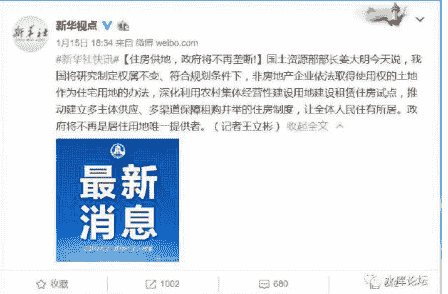 新华社
新华视点
1月15日 18:34 来自 微博 weibo.com
#新华社快讯#【住房供地，政府将不再垄断!】国土资源部部长姜大明今天说，我
国将研究制定权属不变、符合规划条件下，非房地产企业依法取得使用权的土地
作为住宅用地的办法，深化利用农村集体经营性建设用地建设租赁住房试点，推
动建立多主体供应、多渠道保障租购并举的住房制度，让全体人民住有所居。政
府将不再是居住用地唯一提供者。（记者王立彬） 收起全文
最新
消息
收藏
1002
680
水库论坛